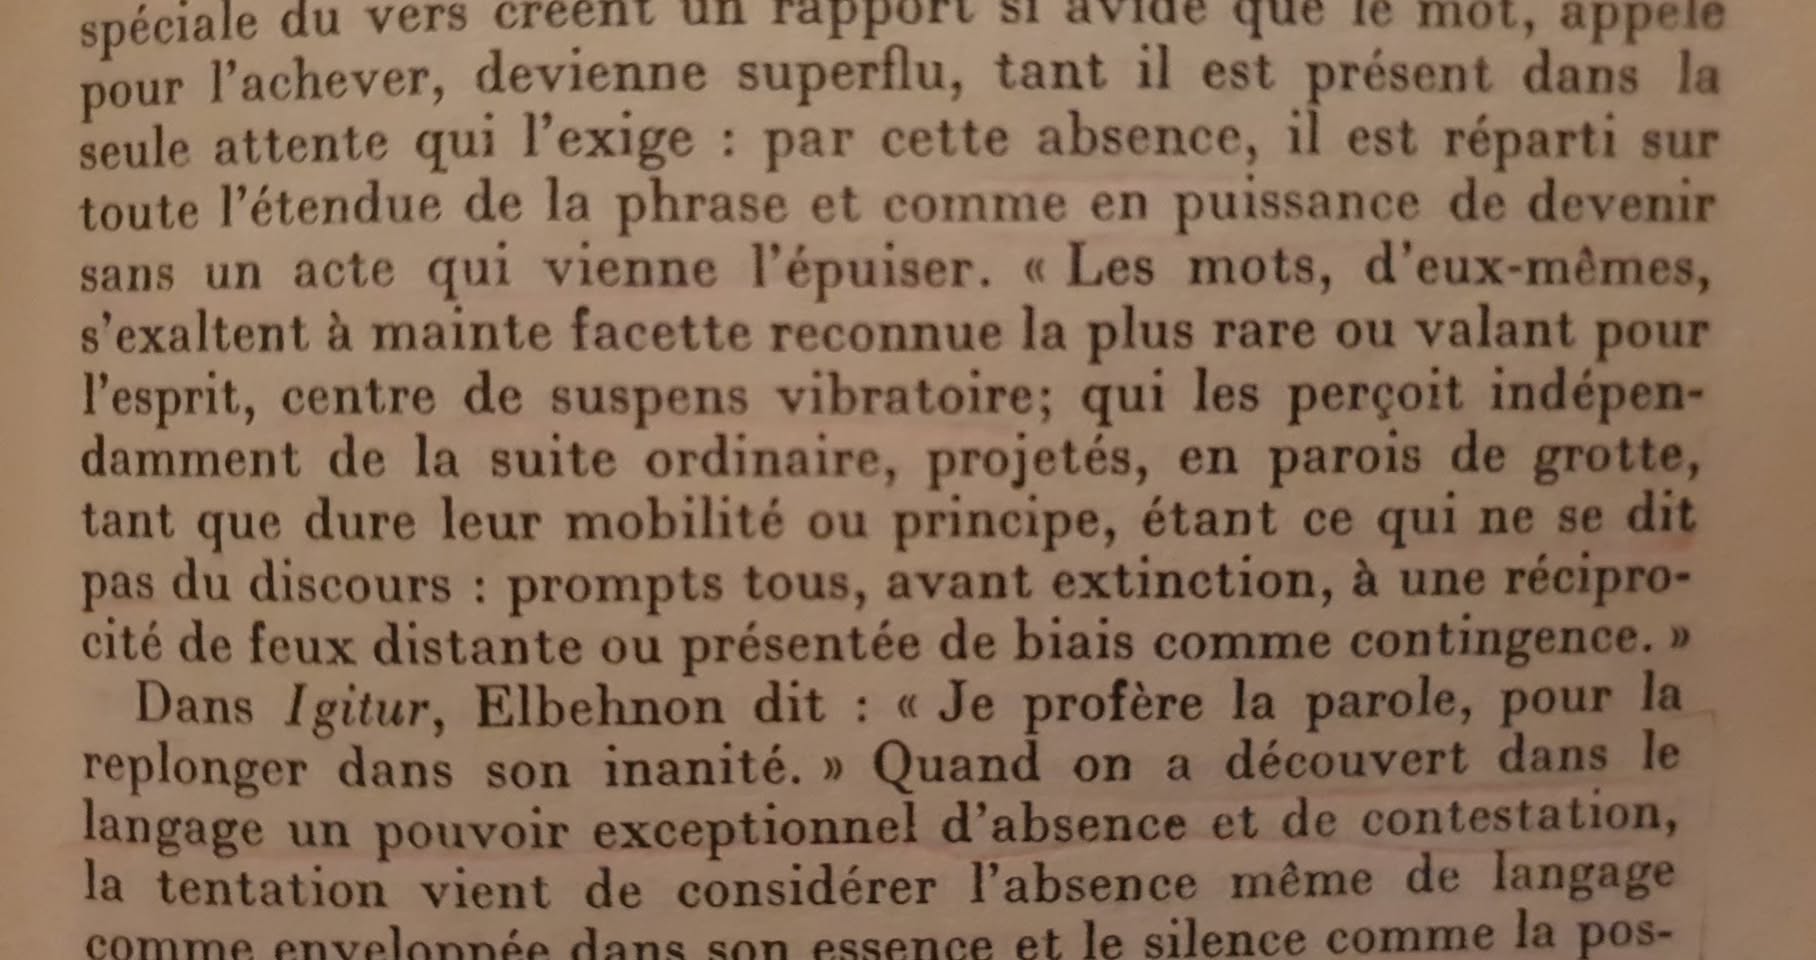 spéciale du vers créent un rapport si avide que le mot, appelé
pour l'achever, devienne superflu, tant il est présent dans la
seule attente qui l'exige : par cette absence, il est réparti sur
toute l'étendue de la phrase et comme en puissance de devenir
sans un acte qui vienne l'épuiser. « Les mots, d'eux-mêmes,
s'exaltent à mainte facette reconnue la plus rare ou valant pour
l'esprit, centre de suspens vibratoire; qui les perçoit indépen-
damment de la suite ordinaire, projetés, en parois de grotte,
tant que dure leur mobilité ou principe, étant ce qui ne se dit
pas du discours : prompts tous, avant extinction, à une récipro-
cité de feux distante ou présentée de biais comme contingence. »
Dans Igitur, Elbehnon dit : « Je profère la parole, pour la
replonger dans son inanité. » Quand on a découvert dans le
langage un pouvoir exceptionnel d'absence et de contestation,
la tentation vient de considérer l'absence même de langage
comme enveloppée dans son essence et le silence comme la pos-